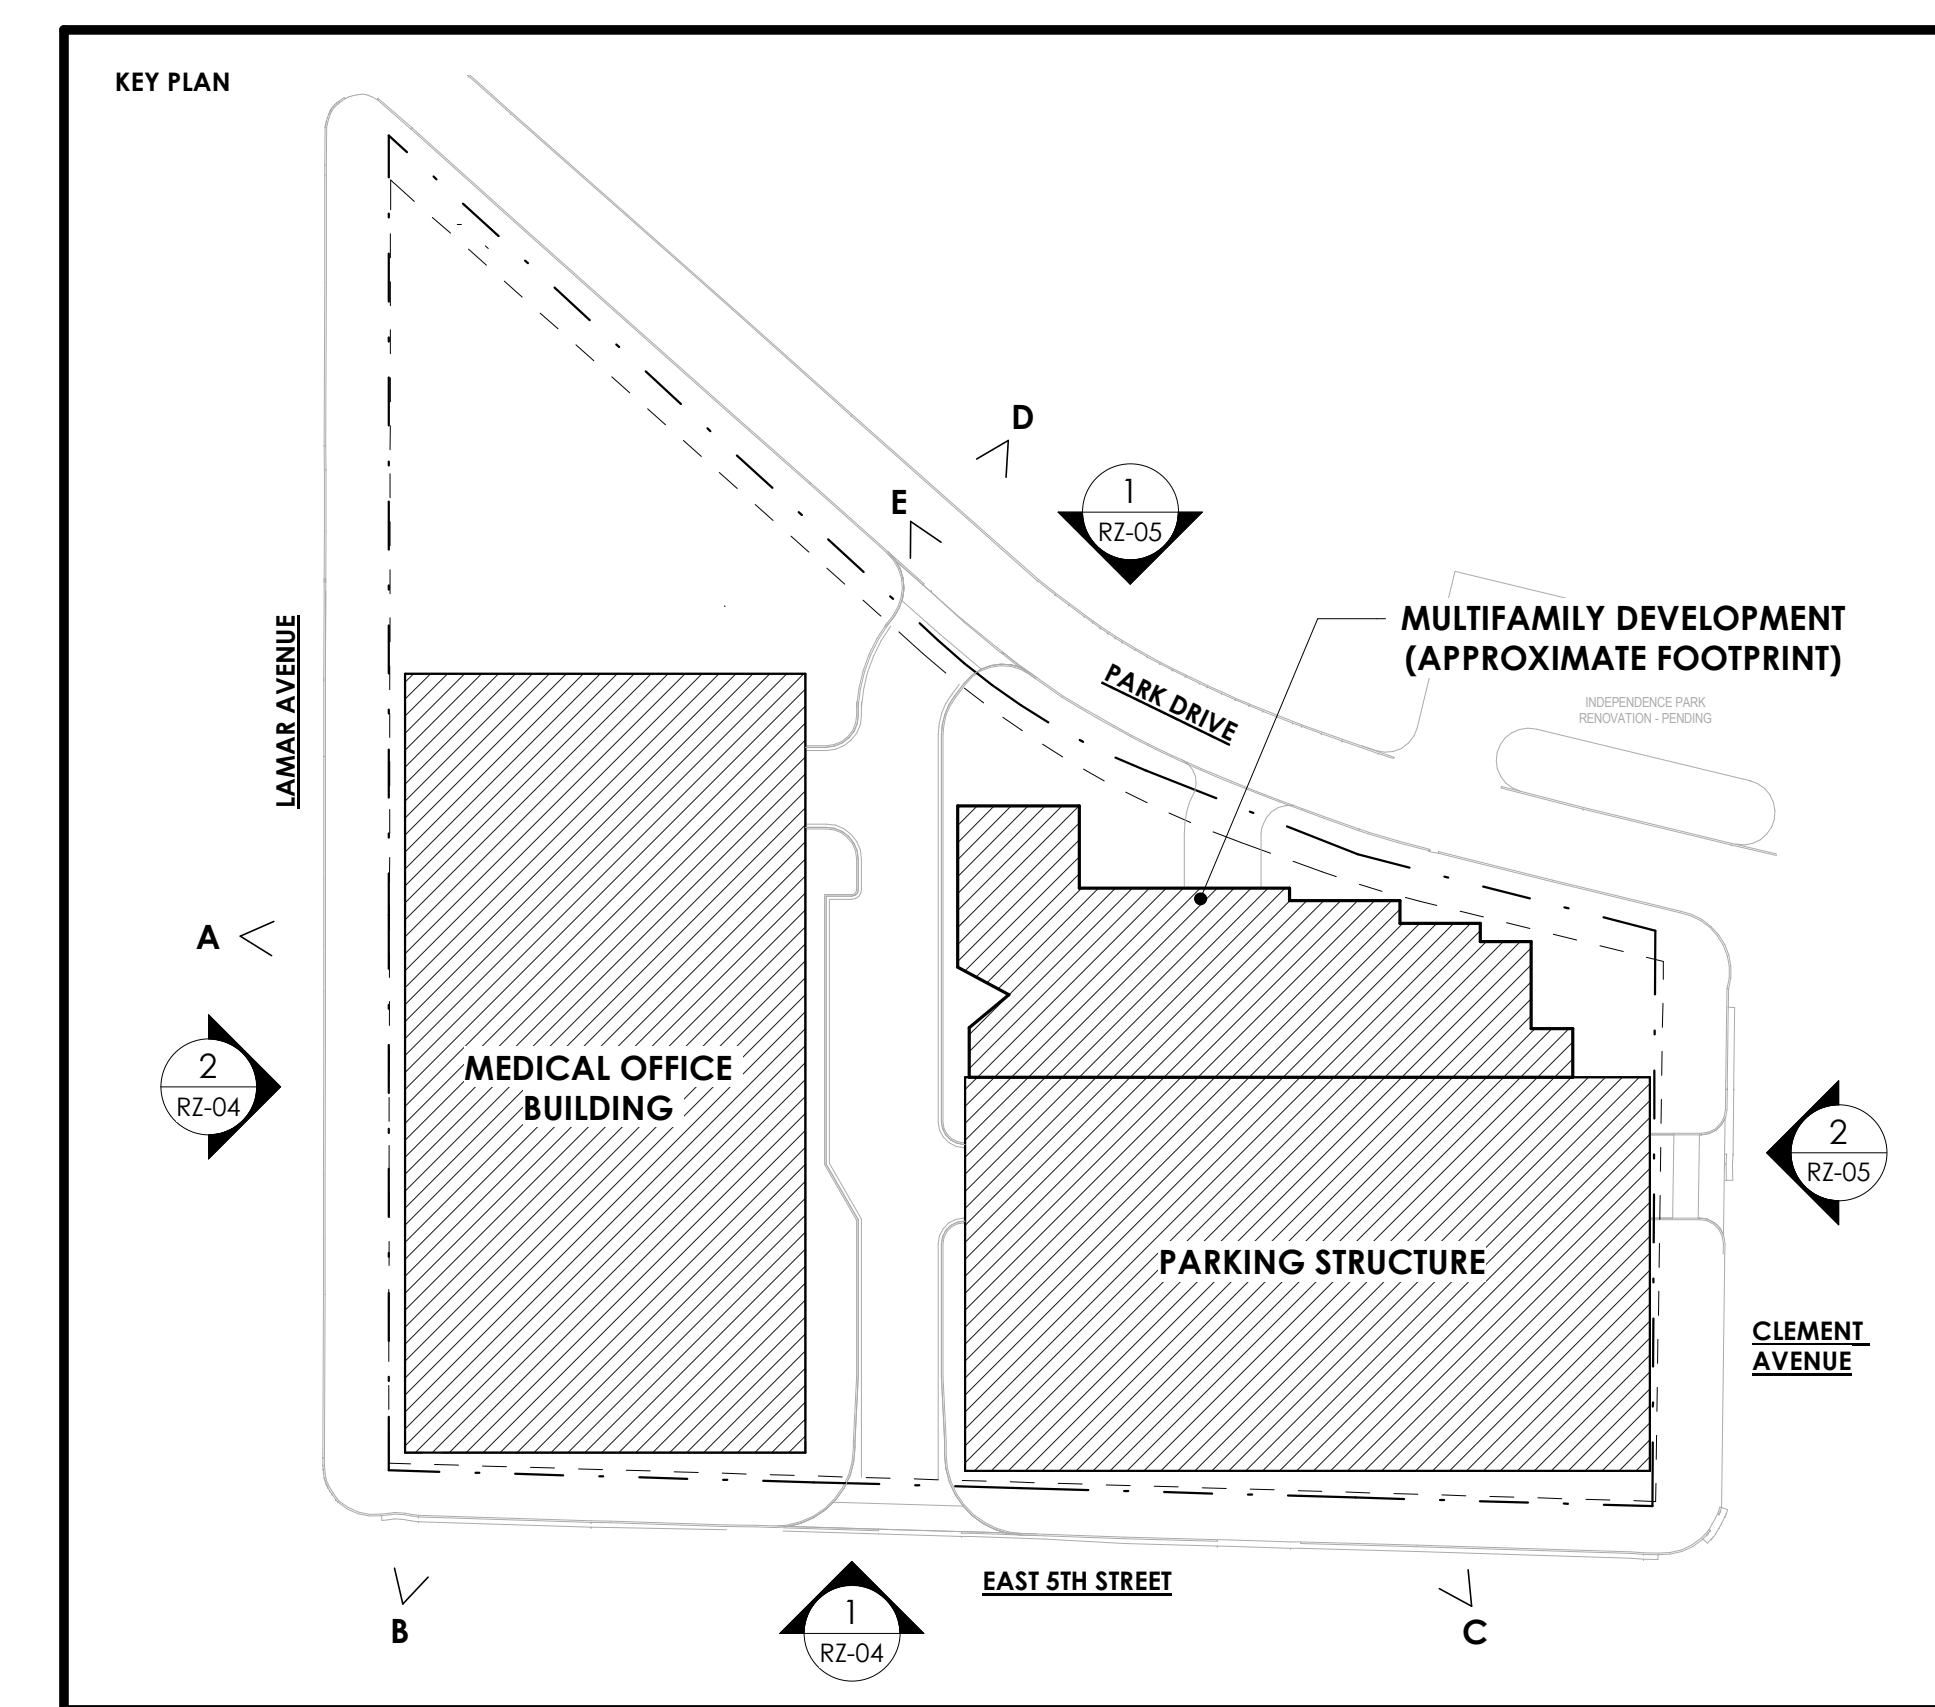 KEY PLAN
D
E
1
RZ-05
MULTIFAMILY DEVELOPMENT
(APPROXIMATE FOOTPRINT)
LAMAR AVENUE
PARK DRIVE
INDEPENDENCE PARK
RENOVATION - PENDING
A
2
RZ-04
MEDICAL OFFICE
BUILDING
2
RZ-05
PARKING STRUCTURE
CLEMENT
AVENUE
EAST 5TH STREET
B
1
RZ-04
C